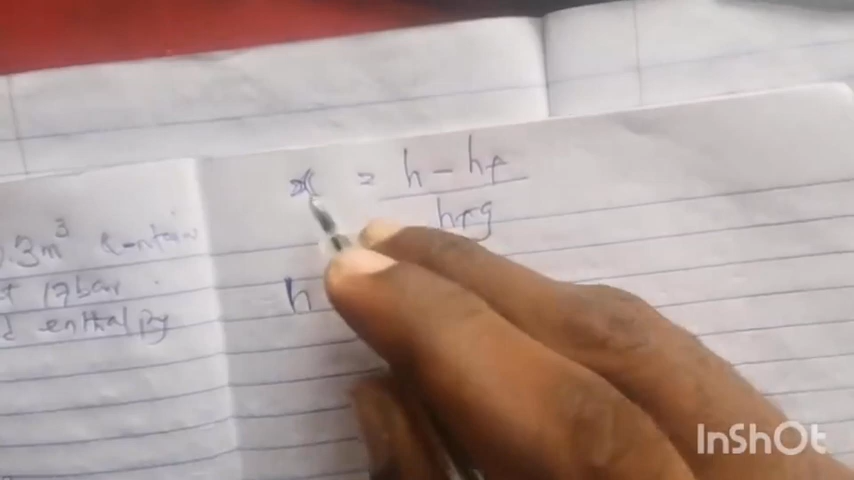 x = h - hf
hfg
.3m³ contain
17 bar
enthalpy
h
InShOt